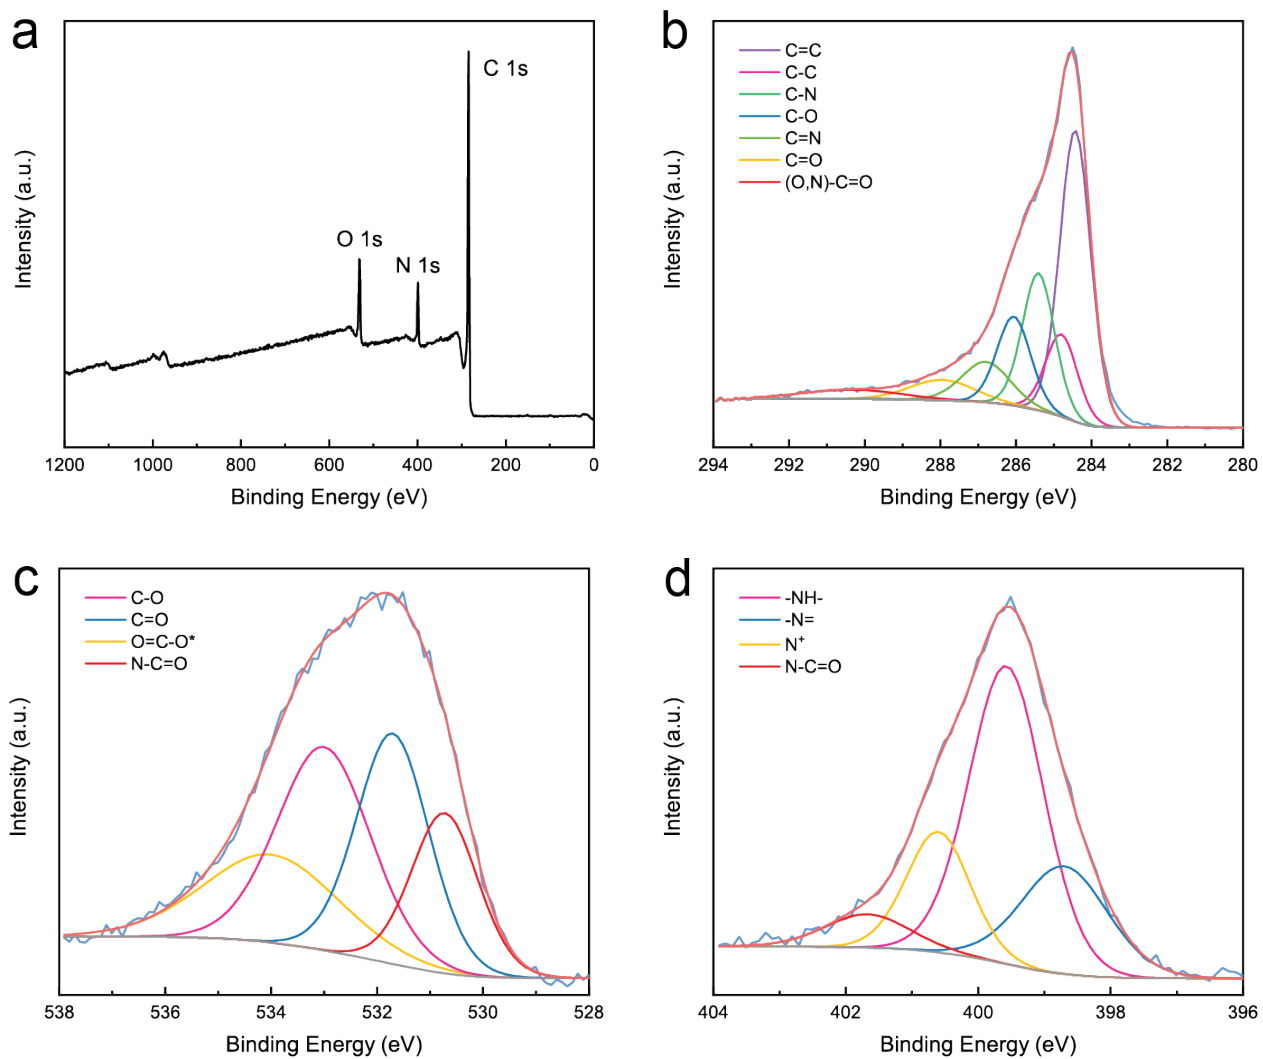 a
C 1s
O 1s
N 1s
Intensity (a.u.)
1200 1000 800 600 400 200 0
Binding Energy (eV)
b
C=C
C-C
C-N
C-O
C=N
C=O
(O,N)-C=O
Intensity (a.u.)
294 292 290 288 286 284 282 280
Binding Energy (eV)
c
C-O
C=O
O=C-O*
N-C=O
Intensity (a.u.)
538 536 534 532 530 528
Binding Energy (eV)
d
-NH-
-N=
N⁺
N-C=O
Intensity (a.u.)
404 402 400 398 396
Binding Energy (eV)